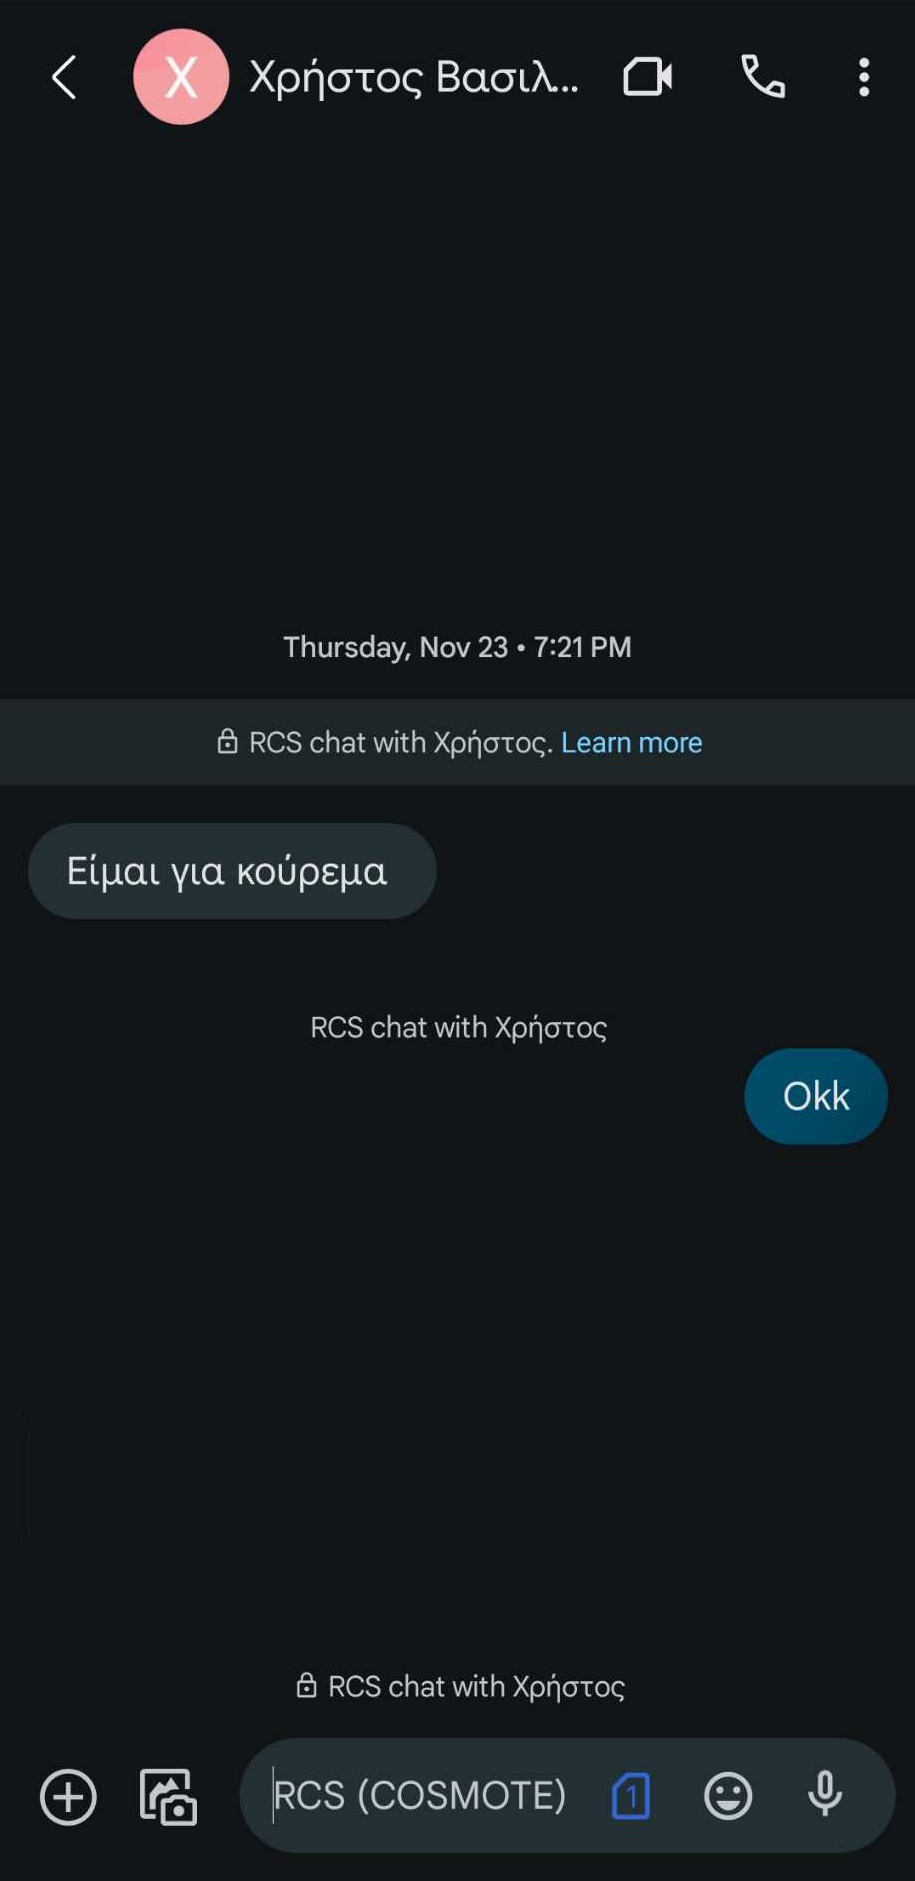 X Χρήστος Βασιλ...
Thursday, Nov 23 • 7:21 PM
RCS chat with Χρήστος. Learn more
Είμαι για κούρεμα
RCS chat with Χρήστος
Okk
RCS chat with Χρήστος
RCS (COSMOTE) 1